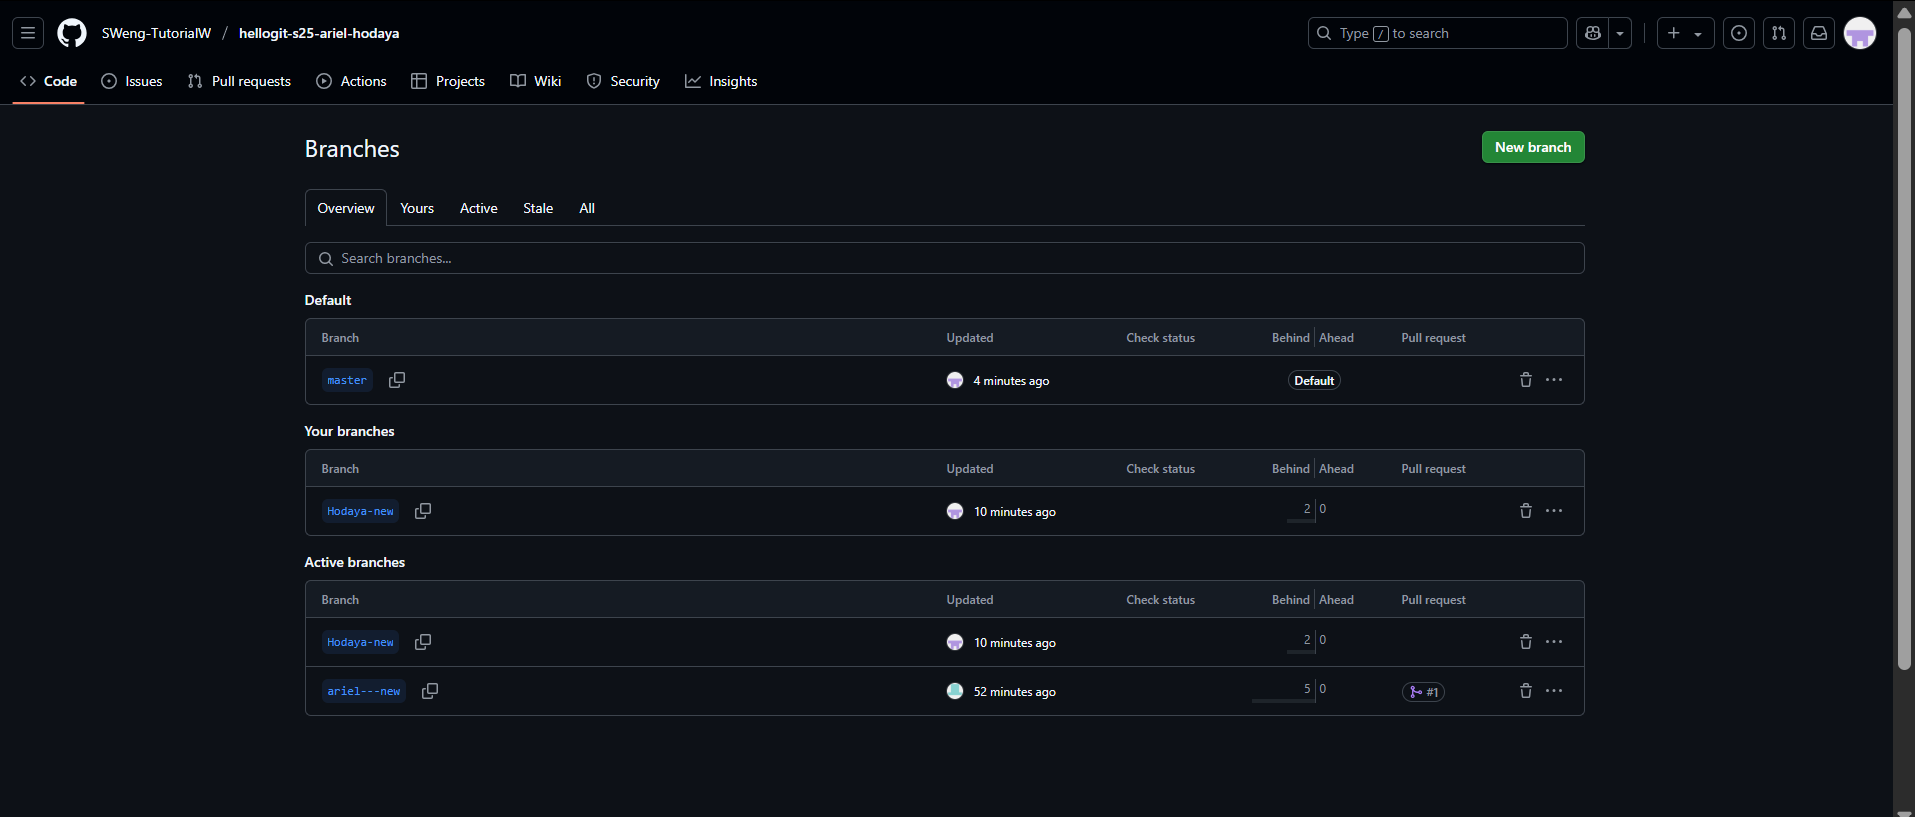 SWeng-TutorialW / hellogit-s25-ariel-hodaya
Type / to search
Code Issues Pull requests Actions Projects Wiki Security Insights
Branches
New branch
Overview Yours Active Stale All
Search branches...
Default
Branch Updated Check status Behind Ahead Pull request
master 4 minutes ago Default
Your branches
Branch Updated Check status Behind Ahead Pull request
Hodaya-new 10 minutes ago 2 0
Active branches
Branch Updated Check status Behind Ahead Pull request
Hodaya-new 10 minutes ago 2 0
ariel---new 52 minutes ago 5 0 #1